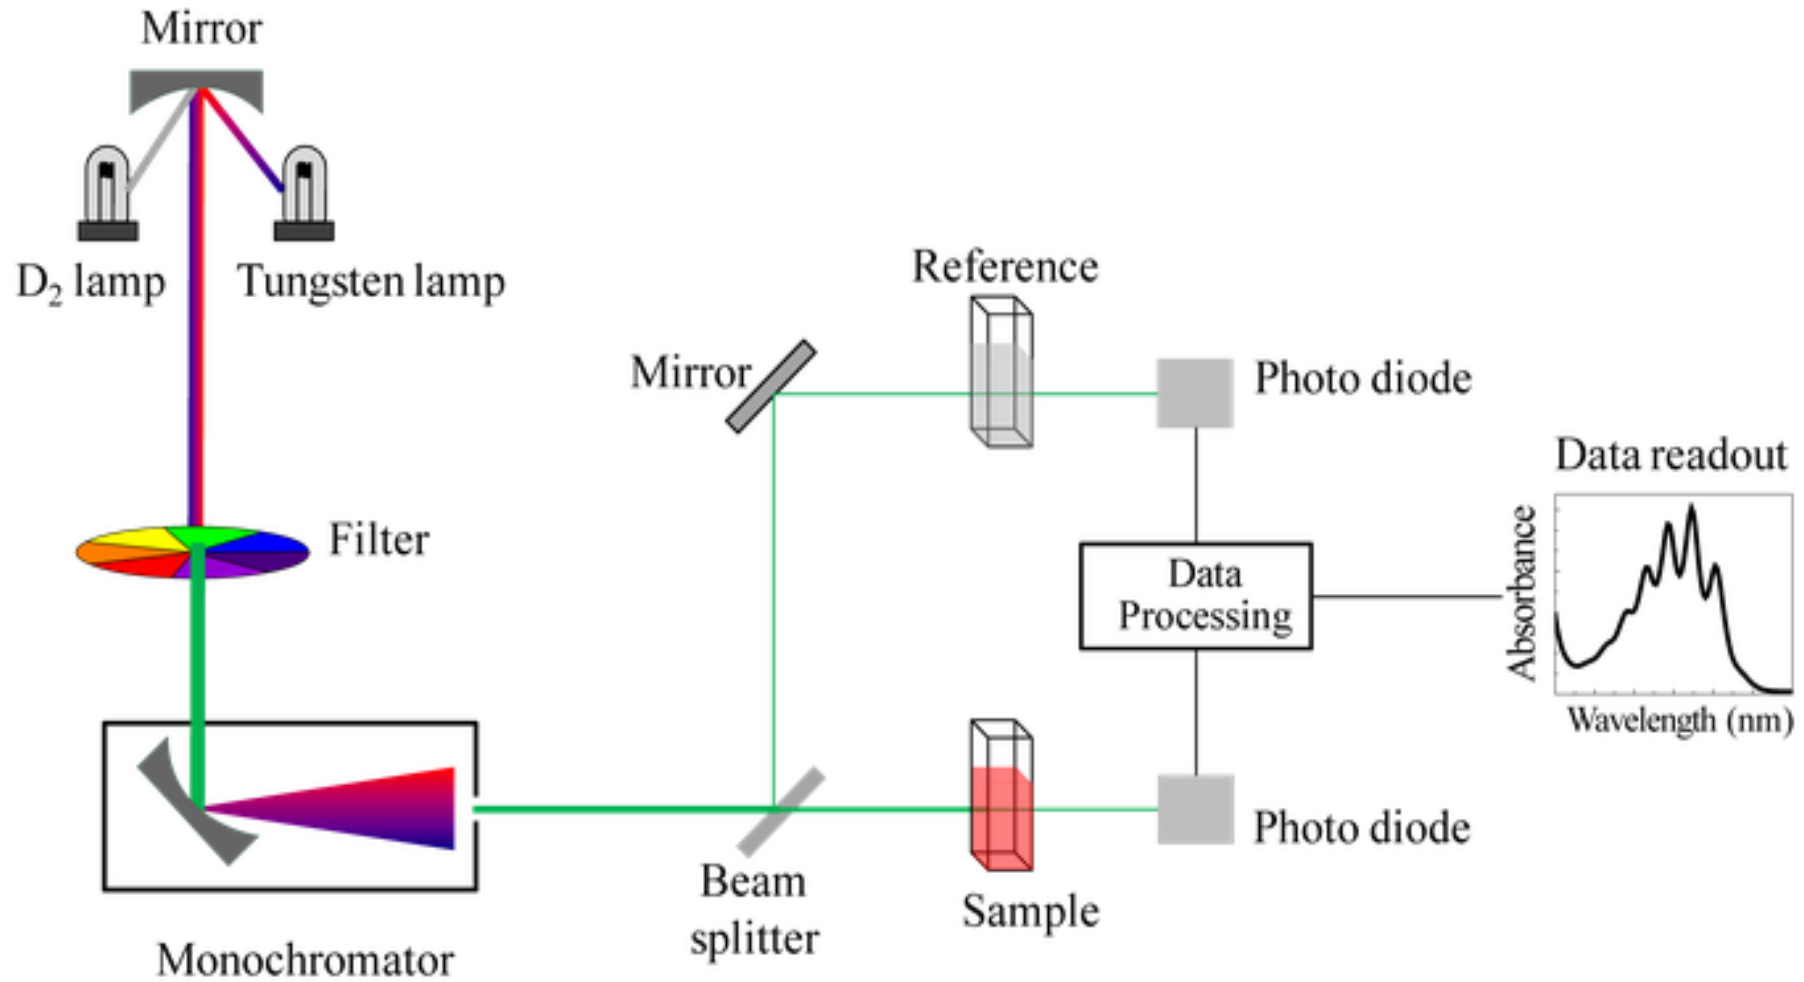 Mirror
D₂ lamp
Tungsten lamp
Reference
Mirror
Photo diode
Data readout
Filter
Absorbance
Data
Processing
Wavelength (nm)
Photo diode
Beam
splitter
Sample
Monochromator